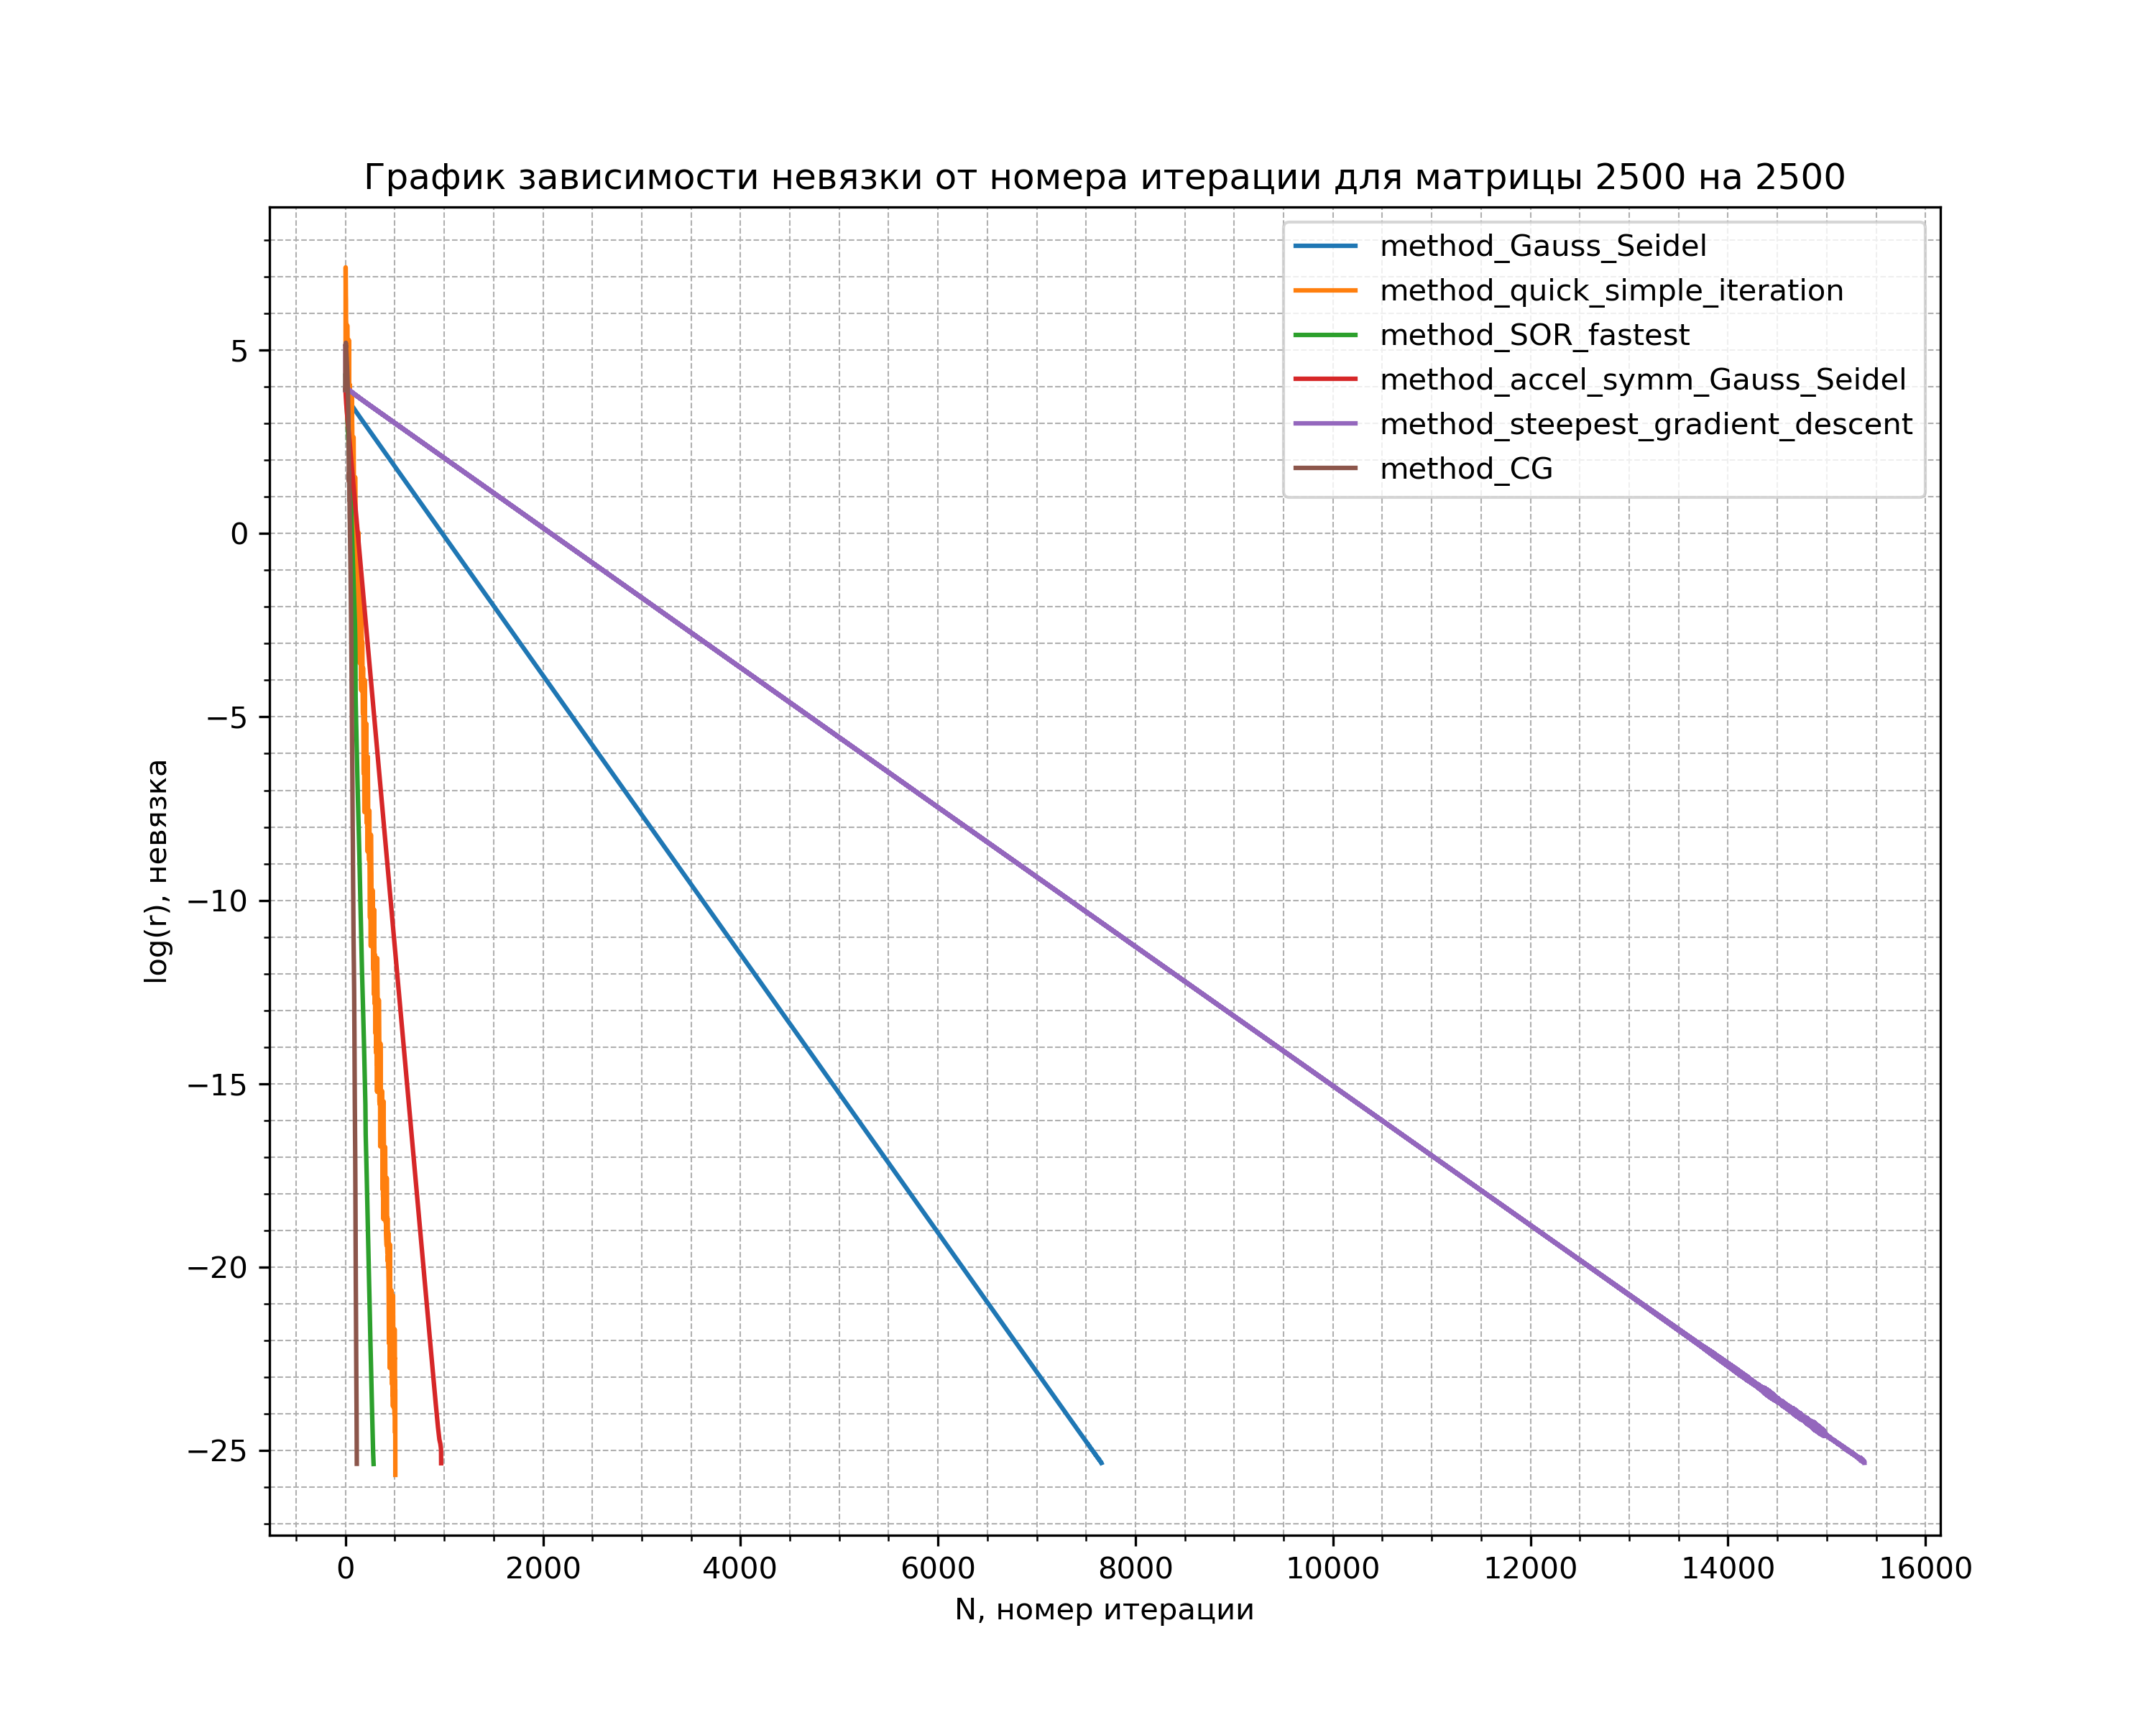 График зависимости невязки от номера итерации для матрицы 2500 на 2500
method_Gauss_Seidel
method_quick_simple_iteration
method_SOR_fastest
method_accel_symm_Gauss_Seidel
method_steepest_gradient_descent
method_CG
log(r), невязка
5
0
−5
−10
−15
−20
−25
0 2000 4000 6000 8000 10000 12000 14000 16000
N, номер итерации